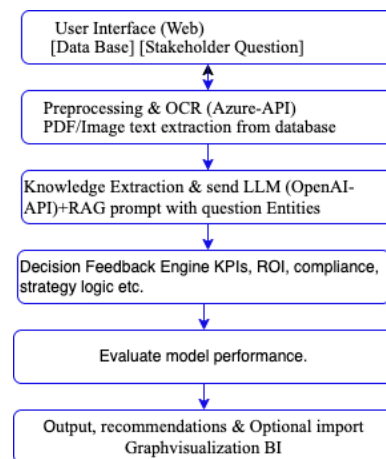 User Interface (Web)
[Data Base] [Stakeholder Question]
Preprocessing & OCR (Azure-API)
PDF/Image text extraction from database
Knowledge Extraction & send LLM (OpenAI-
API)+RAG prompt with question Entities
Decision Feedback Engine KPIs, ROI, compliance,
strategy logic etc.
Evaluate model performance.
Output, recommendations & Optional import
Graphvisualization BI